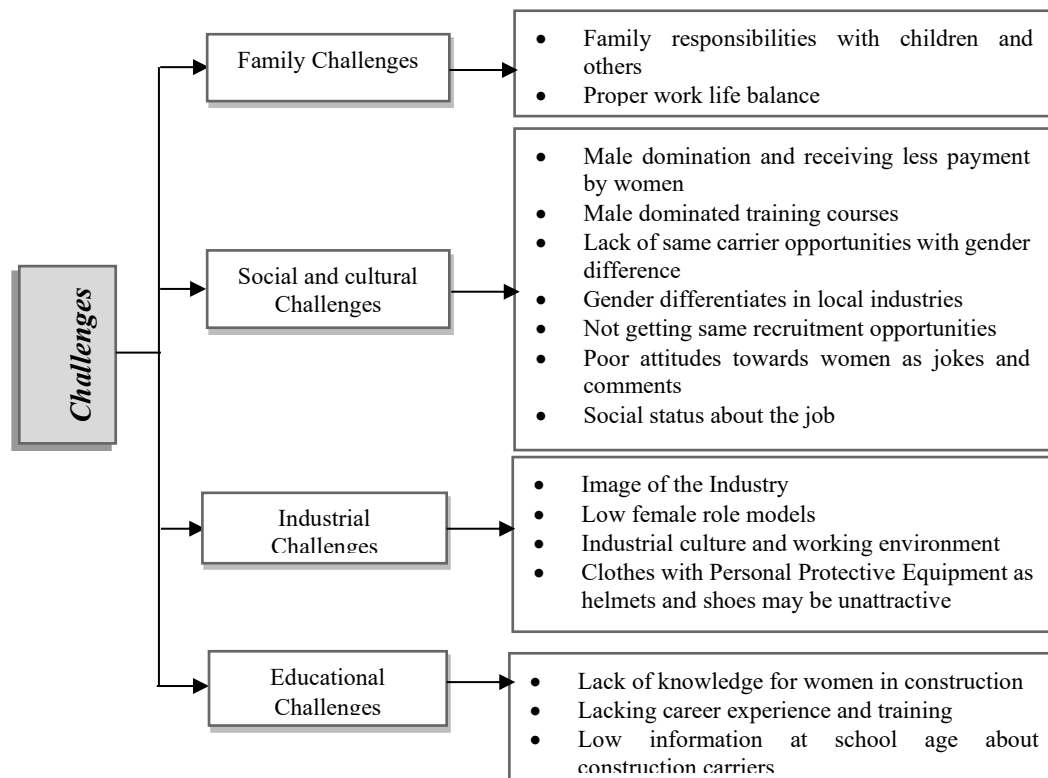 Challenges
Family Challenges
• Family responsibilities with children and
others
• Proper work life balance
Social and cultural
Challenges
• Male domination and receiving less payment
by women
• Male dominated training courses
• Lack of same carrier opportunities with gender
difference
• Gender differentiates in local industries
• Not getting same recruitment opportunities
• Poor attitudes towards women as jokes and
comments
• Social status about the job
Industrial
Challenges
• Image of the Industry
• Low female role models
• Industrial culture and working environment
• Clothes with Personal Protective Equipment as
helmets and shoes may be unattractive
Educational
Challenges
• Lack of knowledge for women in construction
• Lacking career experience and training
• Low information at school age about
construction carriers